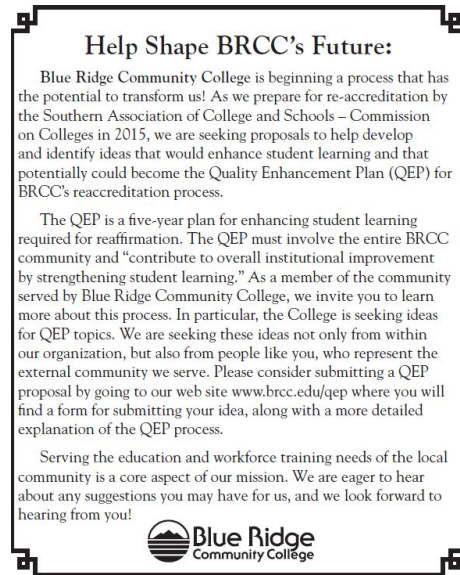 Help Shape BRCC's Future:
Blue Ridge Community College is beginning a process that has
the potential to transform us! As we prepare for re-accreditation by
the Southern Association of College and Schools – Commission
on Colleges in 2015, we are seeking proposals to help develop
and identify ideas that would enhance student learning and that
potentially could become the Quality Enhancement Plan (QEP) for
BRCC's reaccreditation process.
The QEP is a five-year plan for enhancing student learning
required for reaffirmation. The QEP must involve the entire BRCC
community and “contribute to overall institutional improvement
by strengthening student learning.” As a member of the community
served by Blue Ridge Community College, we invite you to learn
more about this process. In particular, the College is seeking ideas
for QEP topics. We are seeking these ideas not only from within
our organization, but also from people like you, who represent the
external community we serve. Please consider submitting a QEP
proposal by going to our web site www.brcc.edu/qep where you will
find a form for submitting your idea, along with a more detailed
explanation of the QEP process.
Serving the education and workforce training needs of the local
community is a core aspect of our mission. We are eager to hear
about any suggestions you may have for us, and we look forward to
hearing from you!
Blue Ridge
Community College